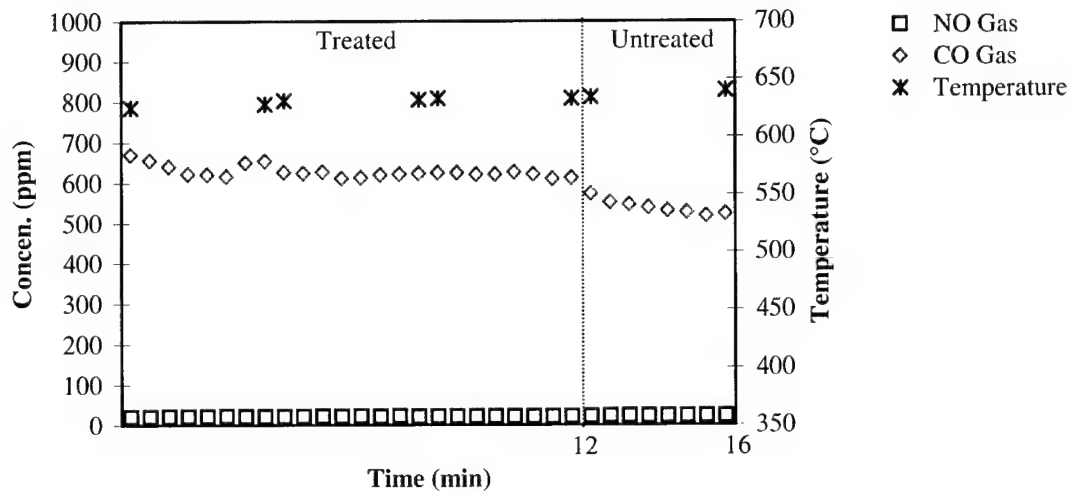 Treated
Untreated
NO Gas
CO Gas
Temperature
Concen. (ppm)
1000
900
800
700
600
500
400
300
200
100
0
700
650
600
550
500
450
400
350
Temperature (°C)
12
16
Time (min)